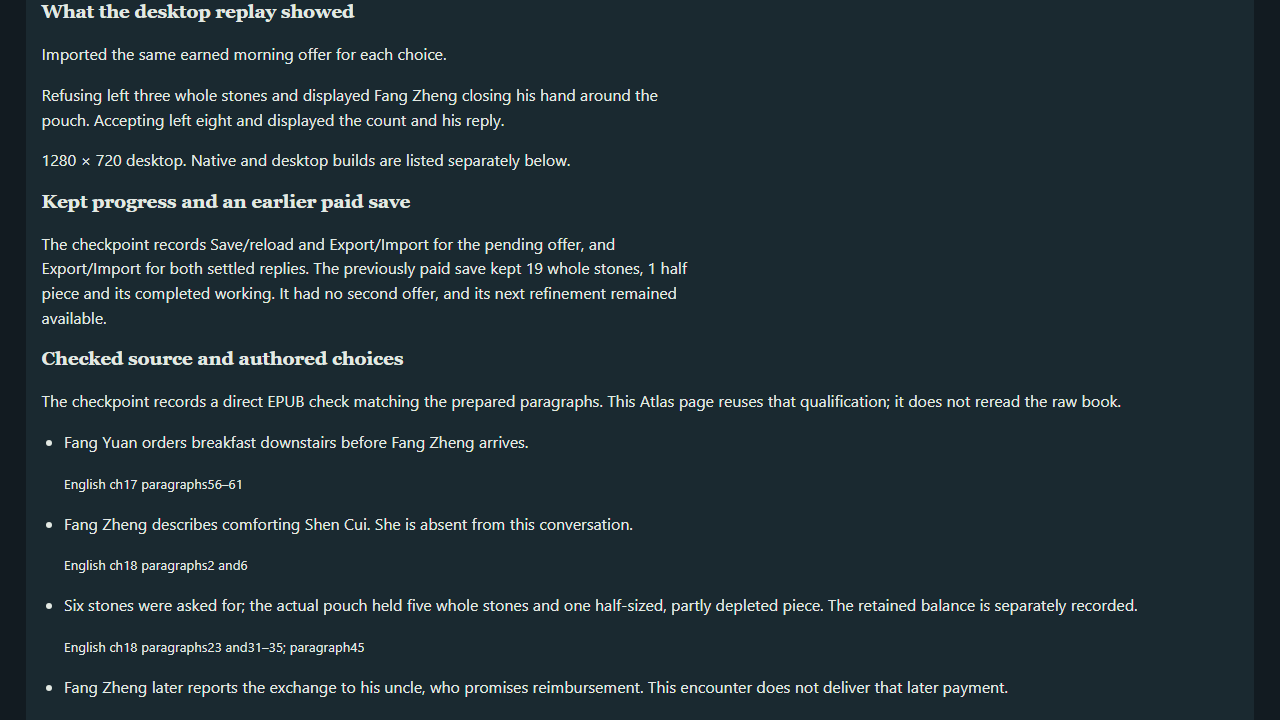 What the desktop replay showed
Imported the same earned morning offer for each choice.
Refusing left three whole stones and displayed Fang Zheng closing his hand around the
pouch. Accepting left eight and displayed the count and his reply.
1280 × 720 desktop. Native and desktop builds are listed separately below.
Kept progress and an earlier paid save
The checkpoint records Save/reload and Export/Import for the pending offer, and
Export/Import for both settled replies. The previously paid save kept 19 whole stones, 1 half
piece and its completed working. It had no second offer, and its next refinement remained
available.
Checked source and authored choices
The checkpoint records a direct EPUB check matching the prepared paragraphs. This Atlas page reuses that qualification; it does not reread the raw book.
• Fang Yuan orders breakfast downstairs before Fang Zheng arrives.
English ch17 paragraphs56–61
• Fang Zheng describes comforting Shen Cui. She is absent from this conversation.
English ch18 paragraphs2 and6
• Six stones were asked for; the actual pouch held five whole stones and one half-sized, partly depleted piece. The retained balance is separately recorded.
English ch18 paragraphs23 and31–35; paragraph45
• Fang Zheng later reports the exchange to his uncle, who promises reimbursement. This encounter does not deliver that later payment.